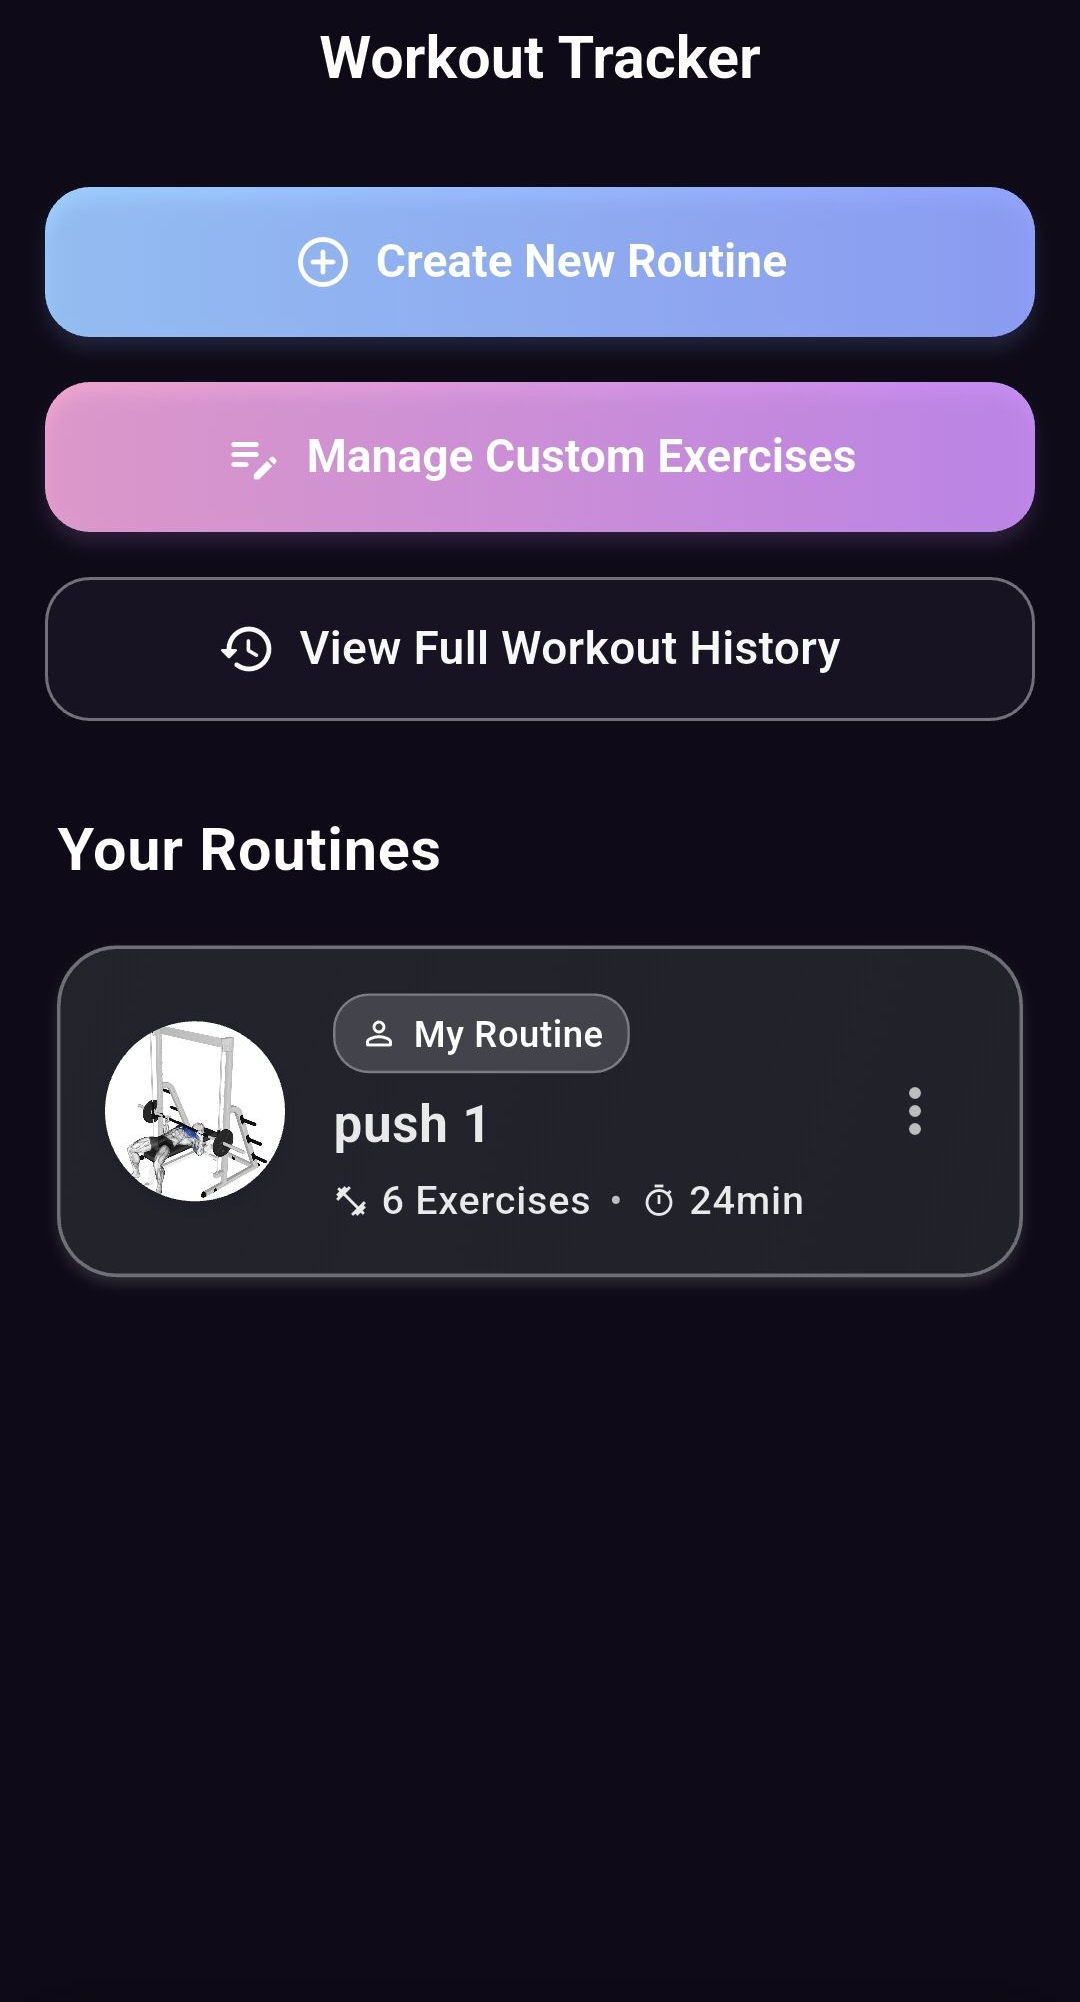 Workout Tracker
Create New Routine
Manage Custom Exercises
View Full Workout History
Your Routines
My Routine
push 1
6 Exercises • 24min